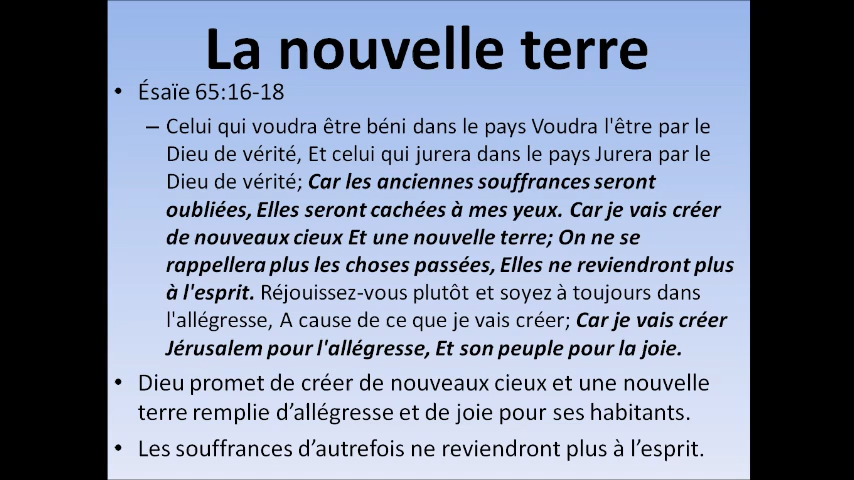 La nouvelle terre
• Ésaïe 65:16-18
– Celui qui voudra être béni dans le pays Voudra l'être par le
Dieu de vérité, Et celui qui jurera dans le pays Jurera par le
Dieu de vérité; Car les anciennes souffrances seront
oubliées, Elles seront cachées à mes yeux. Car je vais créer
de nouveaux cieux Et une nouvelle terre; On ne se
rappellera plus les choses passées, Elles ne reviendront plus
à l'esprit. Réjouissez-vous plutôt et soyez à toujours dans
l'allégresse, A cause de ce que je vais créer; Car je vais créer
Jérusalem pour l'allégresse, Et son peuple pour la joie.
• Dieu promet de créer de nouveaux cieux et une nouvelle
terre remplie d’allégresse et de joie pour ses habitants.
• Les souffrances d’autrefois ne reviendront plus à l’esprit.